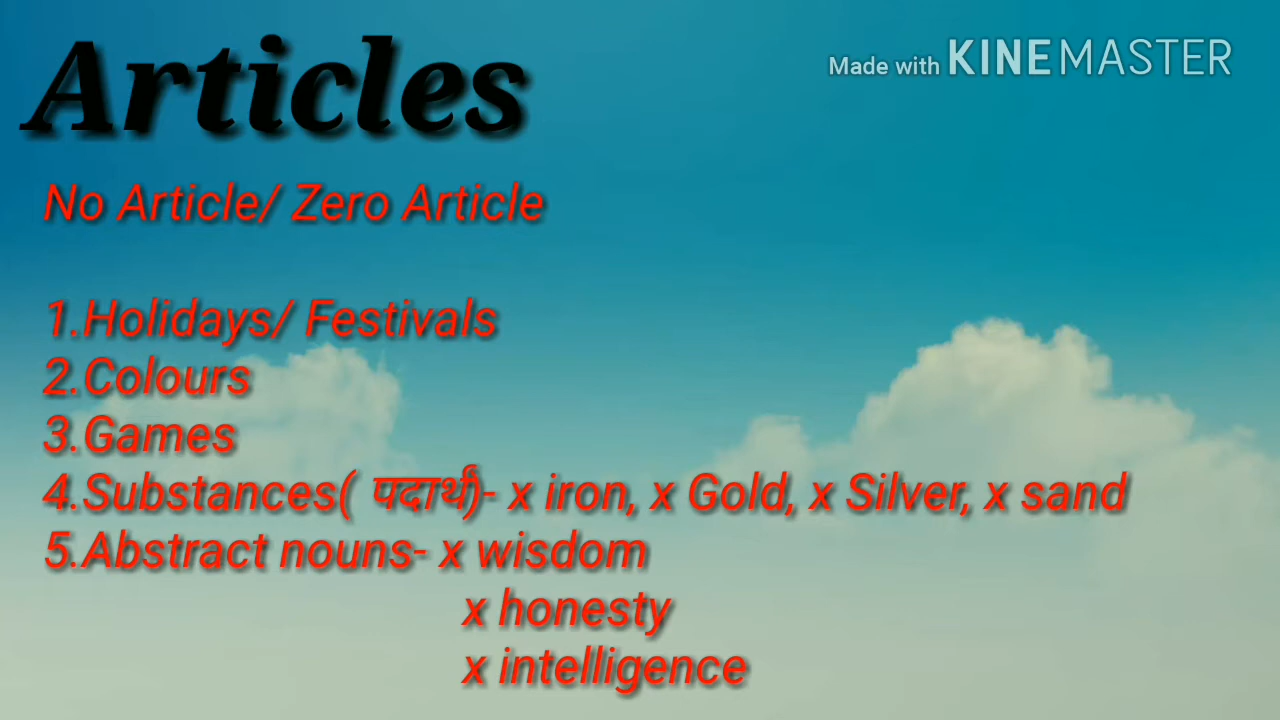 Articles
Made with KINEMASTER
No Article/ Zero Article
1.Holidays/ Festivals
2.Colours
3.Games
4.Substances( पदार्थ)- x iron, x Gold, x Silver, x sand
5.Abstract nouns- x wisdom
x honesty
x intelligence